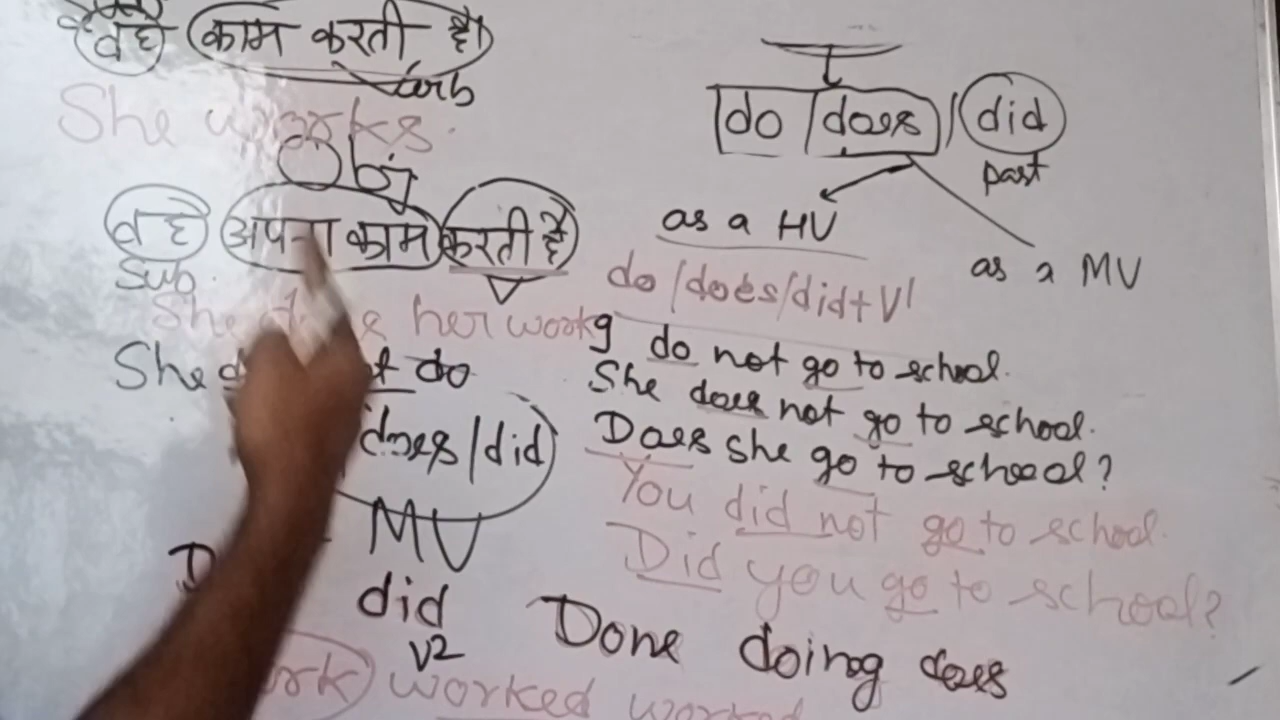 वह काम करती है।
She works.
Obj
वह अपना काम करती है
Sub
She her work
She do
does/did
MV
did
V2
do does / did
past
as a HV
as a MV
do/does/did+V1
do not go to school.
She does not go to school.
Does she go to school?
You did not go to school.
Did you go to school?
Done doing does
worked worked